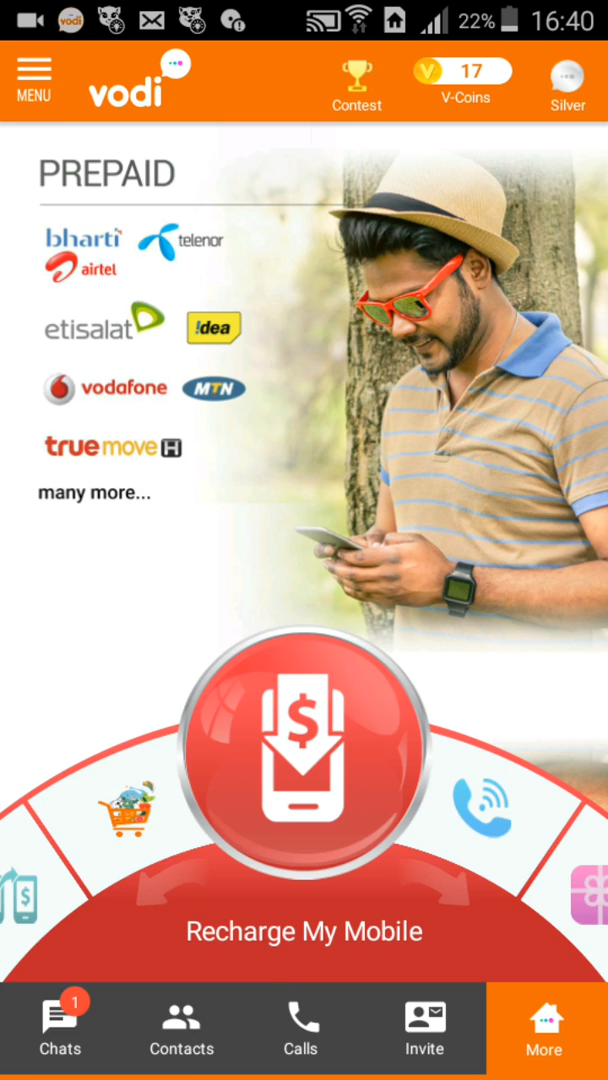 vodi
22%
16:40
MENU
vodi
Contest
V 17
V-Coins
Silver
PREPAID
bharti
airtel
telenor
etisalat
!dea
vodafone
MTN
truemove H
many more...
$
$
Recharge My Mobile
1
Chats
Contacts
Calls
Invite
More